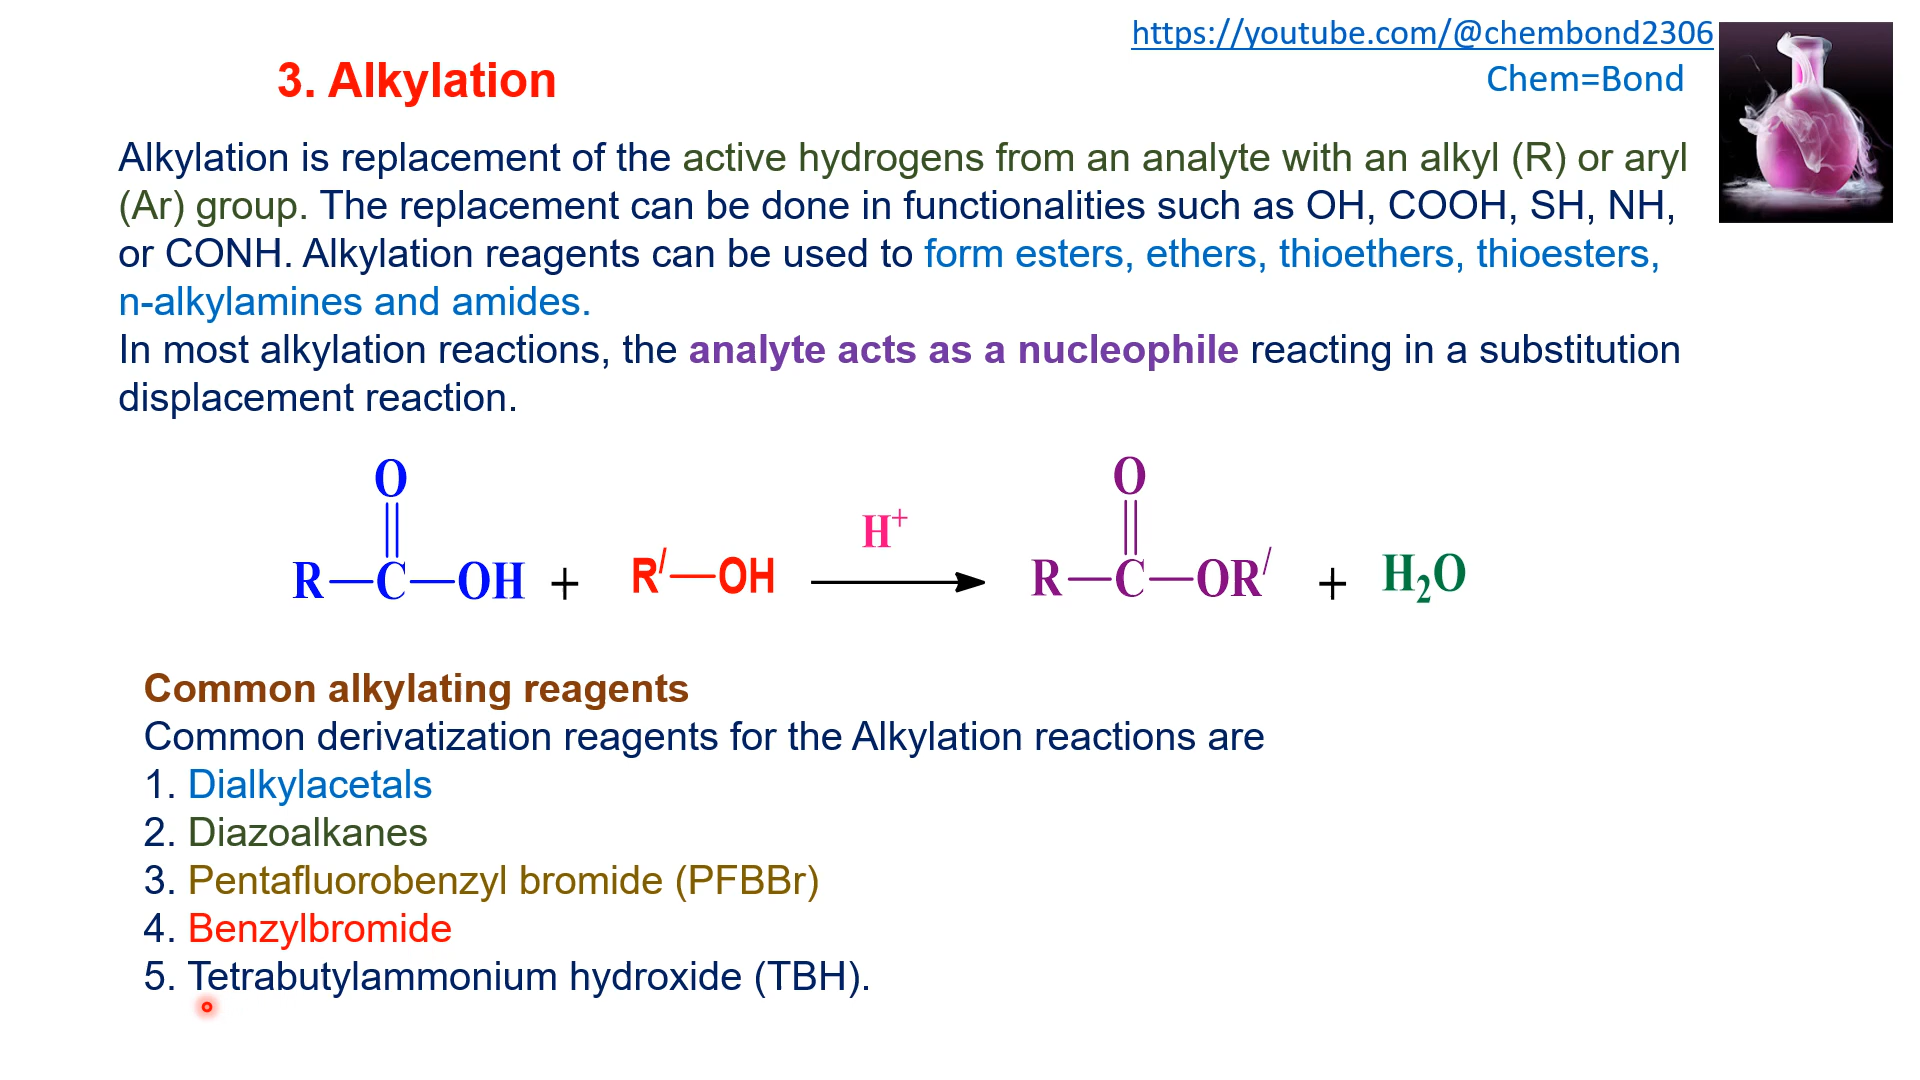 https://youtube.com/@chembond2306
Chem=Bond
3. Alkylation
Alkylation is replacement of the active hydrogens from an analyte with an alkyl (R) or aryl
(Ar) group. The replacement can be done in functionalities such as OH, COOH, SH, NH,
or CONH. Alkylation reagents can be used to form esters, ethers, thioethers, thioesters,
n-alkylamines and amides.
In most alkylation reactions, the analyte acts as a nucleophile reacting in a substitution
displacement reaction.
O O
H⁺
R—C—OH + R/—OH R—C—OR/ + H₂O
Common alkylating reagents
Common derivatization reagents for the Alkylation reactions are
1. Dialkylacetals
2. Diazoalkanes
3. Pentafluorobenzyl bromide (PFBBr)
4. Benzylbromide
5. Tetrabutylammonium hydroxide (TBH).